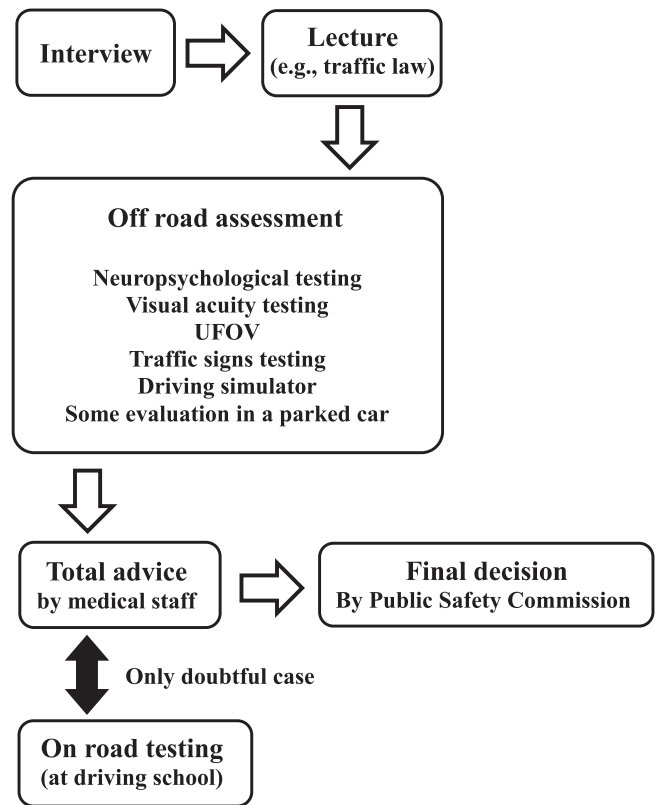 Interview
Lecture
(e.g., traffic law)
Off road assessment
Neuropsychological testing
Visual acuity testing
UFOV
Traffic signs testing
Driving simulator
Some evaluation in a parked car
Total advice
by medical staff
Final decision
By Public Safety Commission
Only doubtful case
On road testing
(at driving school)